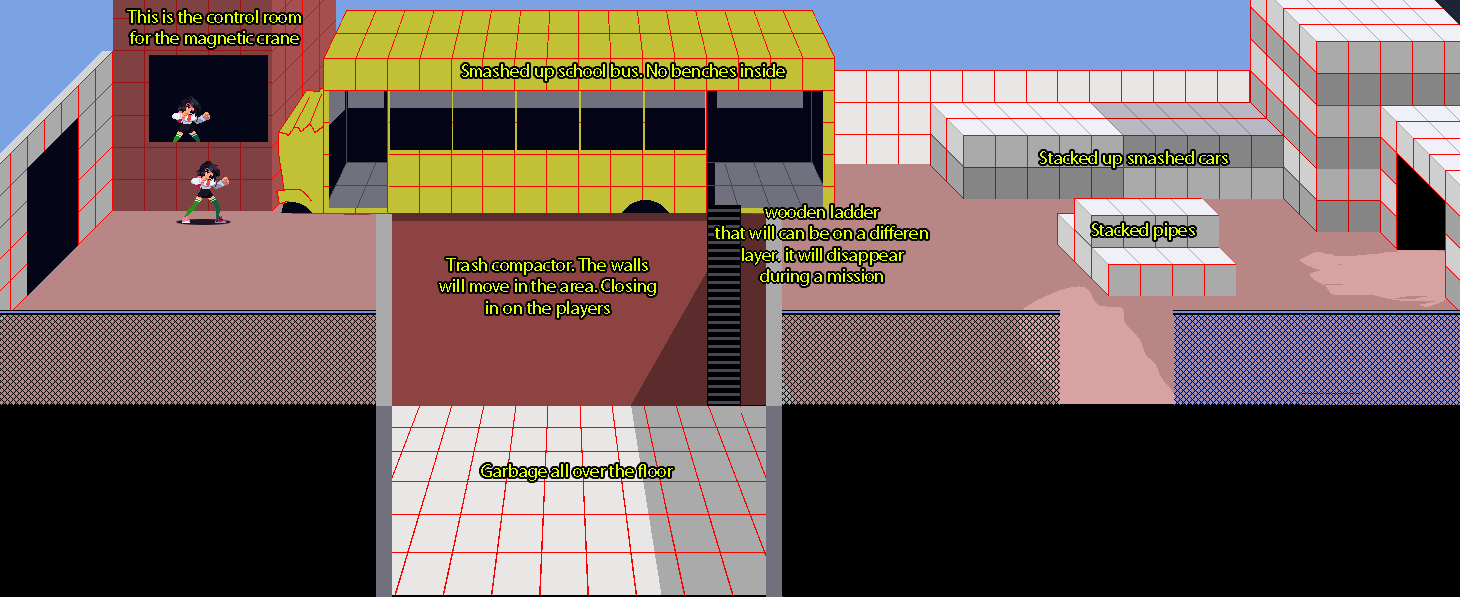 This is the control room
for the magnetic crane
Smashed up school bus. No benches inside
Stacked up smashed cars
wooden ladder
that will can be on a differen
layer. it will disappear
during a mission
Stacked pipes
Trash compactor. The walls
will move in the area. Closing
in on the players
Garbage all over the floor